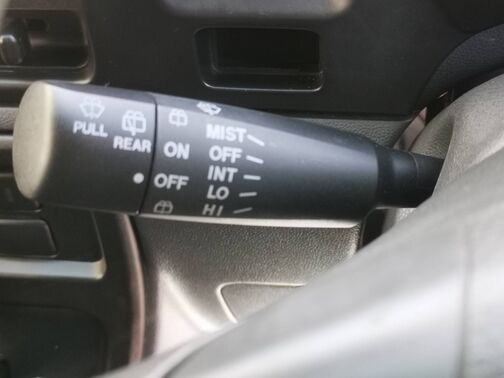 PULL
REAR
ON
OFF
MIST
OFF
INT
LO
HI